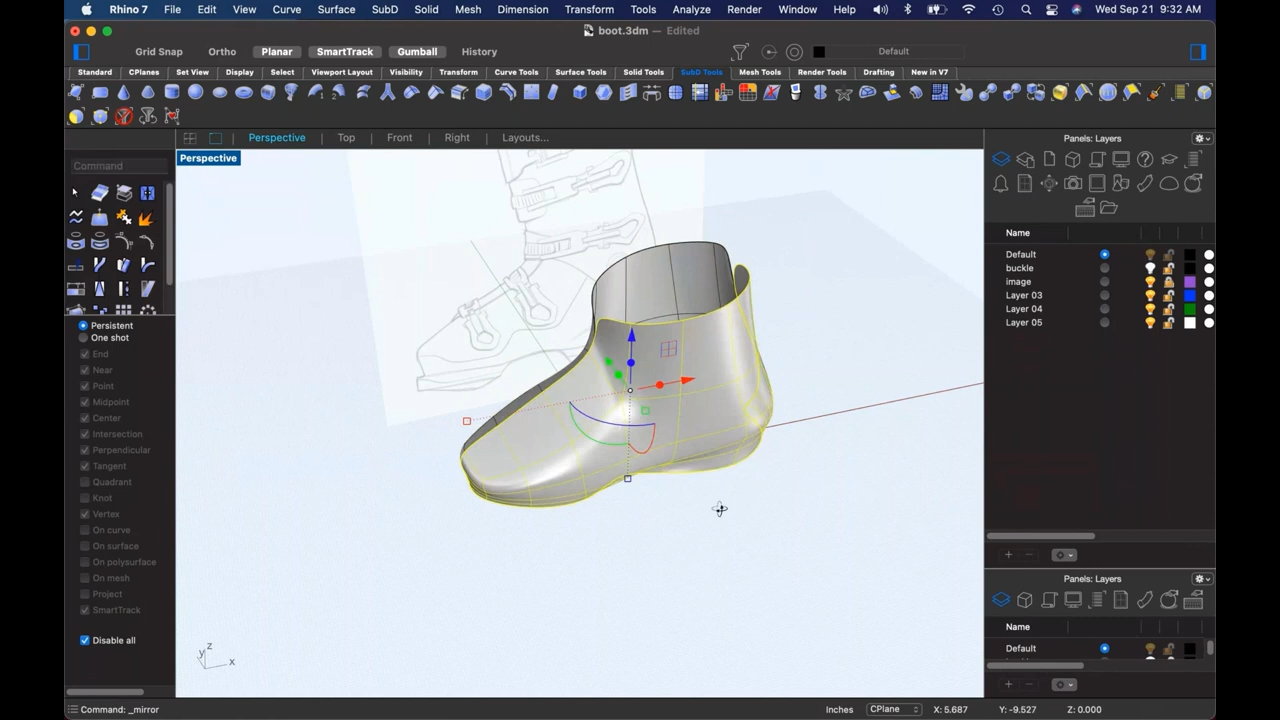 Rhino 7 File Edit View Curve Surface SubD Solid Mesh Dimension Transform Tools Analyze Render Window Help Wed Sep 21 9:32 AM
boot.3dm — Edited
Grid Snap Ortho Planar SmartTrack Gumball History Default
Standard CPlanes Set View Display Select Viewport Layout Visibility Transform Curve Tools Surface Tools Solid Tools SubD Tools Mesh Tools Render Tools Drafting New in V7
Perspective Top Front Right Layouts...
Panels: Layers
Perspective
Command
Name
Default
buckle
image
Layer 03
Layer 04
Layer 05
Persistent
One shot
End
Near
Point
Midpoint
Center
Intersection
Perpendicular
Tangent
Quadrant
Knot
Vertex
On curve
On surface
On polysurface
On mesh
Project
SmartTrack
Disable all
Panels: Layers
Name
Default
z
y
x
Command: _mirror
Inches CPlane X: 5.687 Y: -9.527 Z: 0.000